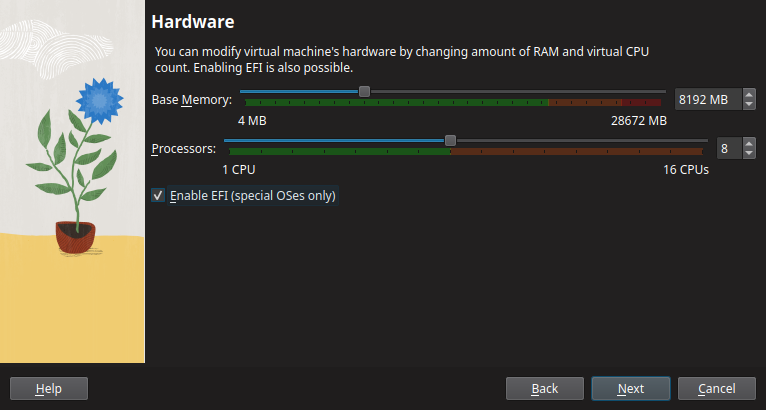 Hardware
You can modify virtual machine's hardware by changing amount of RAM and virtual CPU
count. Enabling EFI is also possible.
Base Memory:
8192 MB
4 MB
28672 MB
Processors:
8
1 CPU
16 CPUs
Enable EFI (special OSes only)
Help
Back
Next
Cancel